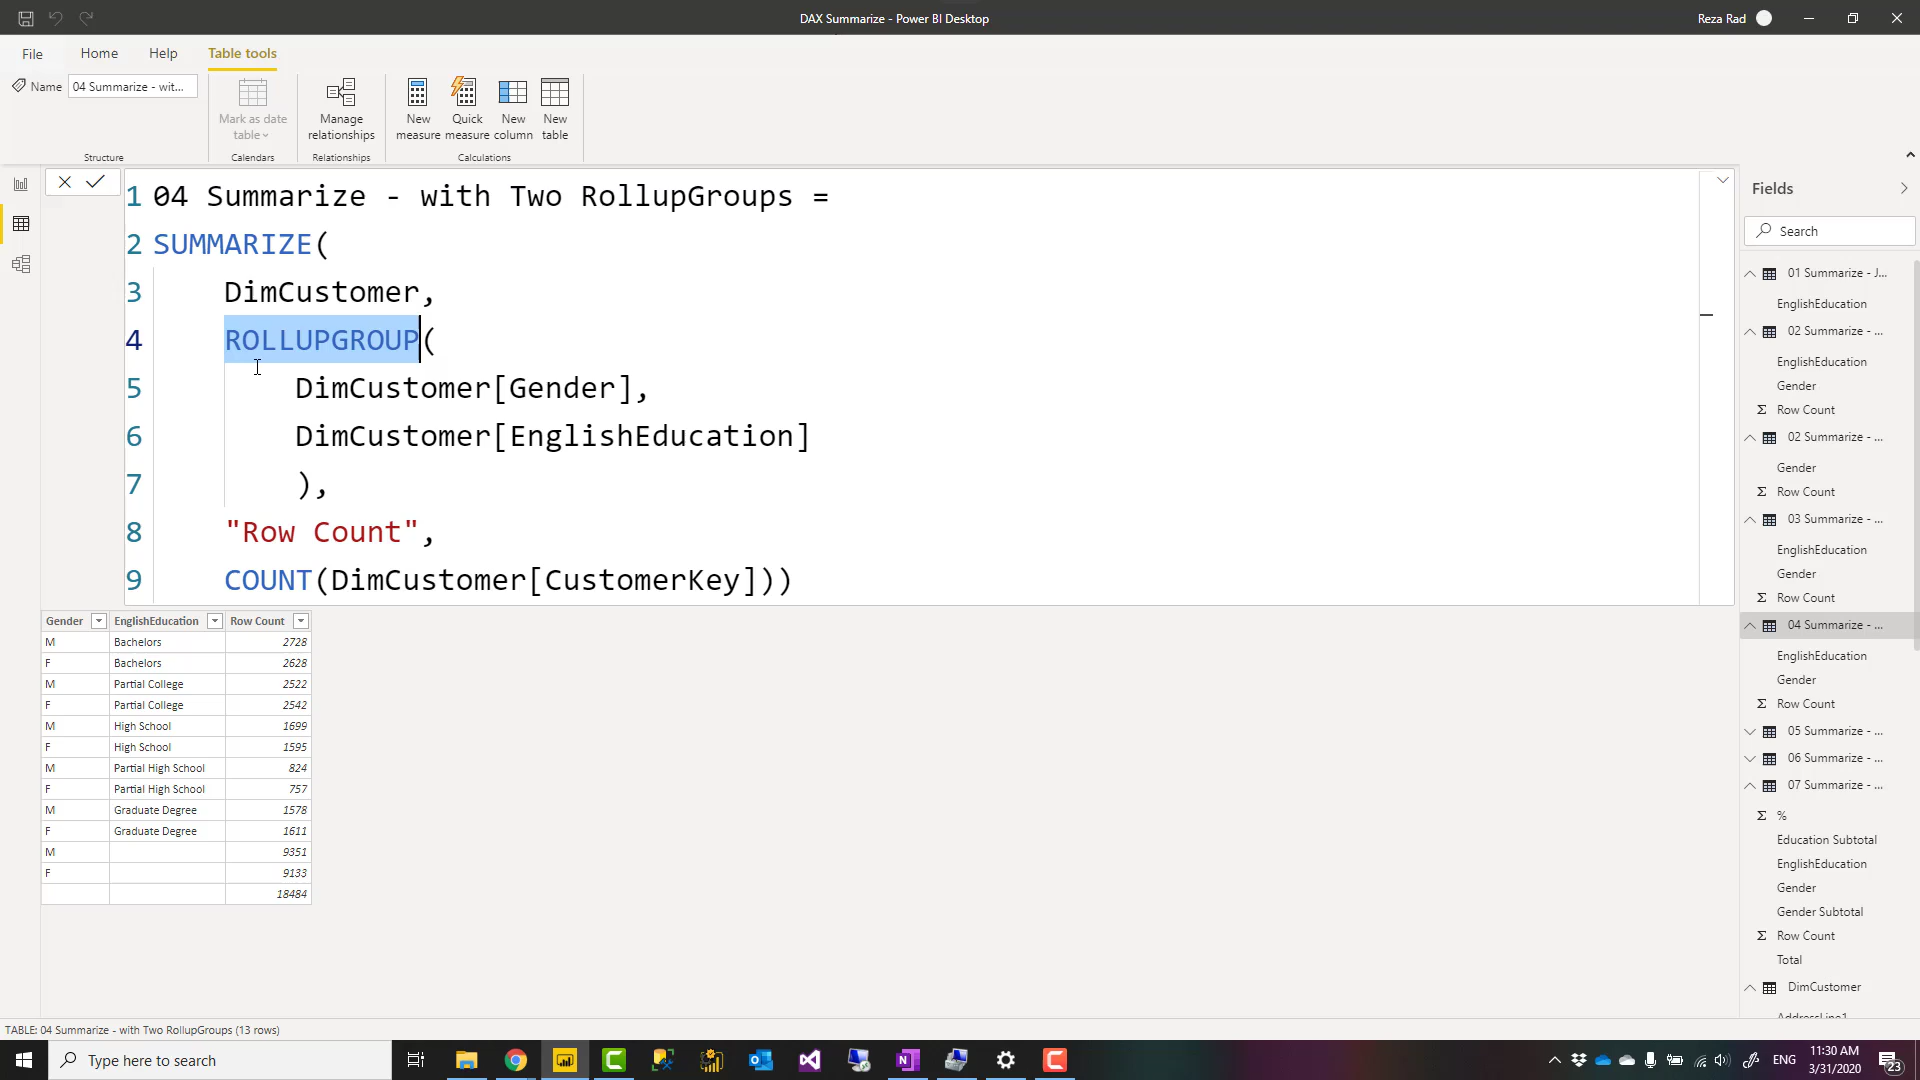 DAX Summarize - Power BI Desktop
Reza Rad
File Home Help Table tools
Name 04 Summarize - wit...
Mark as date table
Manage relationships
New measure
Quick measure
New column
New table
Structure
Calendars
Relationships
Calculations
1 04 Summarize - with Two RollupGroups =
2 SUMMARIZE(
3 DimCustomer,
4 ROLLUPGROUP(
5 DimCustomer[Gender],
6 DimCustomer[EnglishEducation]
7 ),
8 "Row Count",
9 COUNT(DimCustomer[CustomerKey]))
Gender EnglishEducation Row Count
M Bachelors 2728
F Bachelors 2628
M Partial College 2522
F Partial College 2542
M High School 1699
F High School 1595
M Partial High School 824
F Partial High School 757
M Graduate Degree 1578
F Graduate Degree 1611
M 9351
F 9133
18484
Fields
Search
01 Summarize - J...
EnglishEducation
02 Summarize - ...
EnglishEducation
Gender
Σ Row Count
02 Summarize - ...
Gender
Σ Row Count
03 Summarize - ...
EnglishEducation
Gender
Σ Row Count
04 Summarize - ...
EnglishEducation
Gender
Σ Row Count
05 Summarize - ...
06 Summarize - ...
07 Summarize - ...
Σ %
Education Subtotal
EnglishEducation
Gender
Gender Subtotal
Σ Row Count
Total
DimCustomer
AddressLine1
TABLE: 04 Summarize - with Two RollupGroups (13 rows)
Type here to search
ENG
11:30 AM
3/31/2020
23